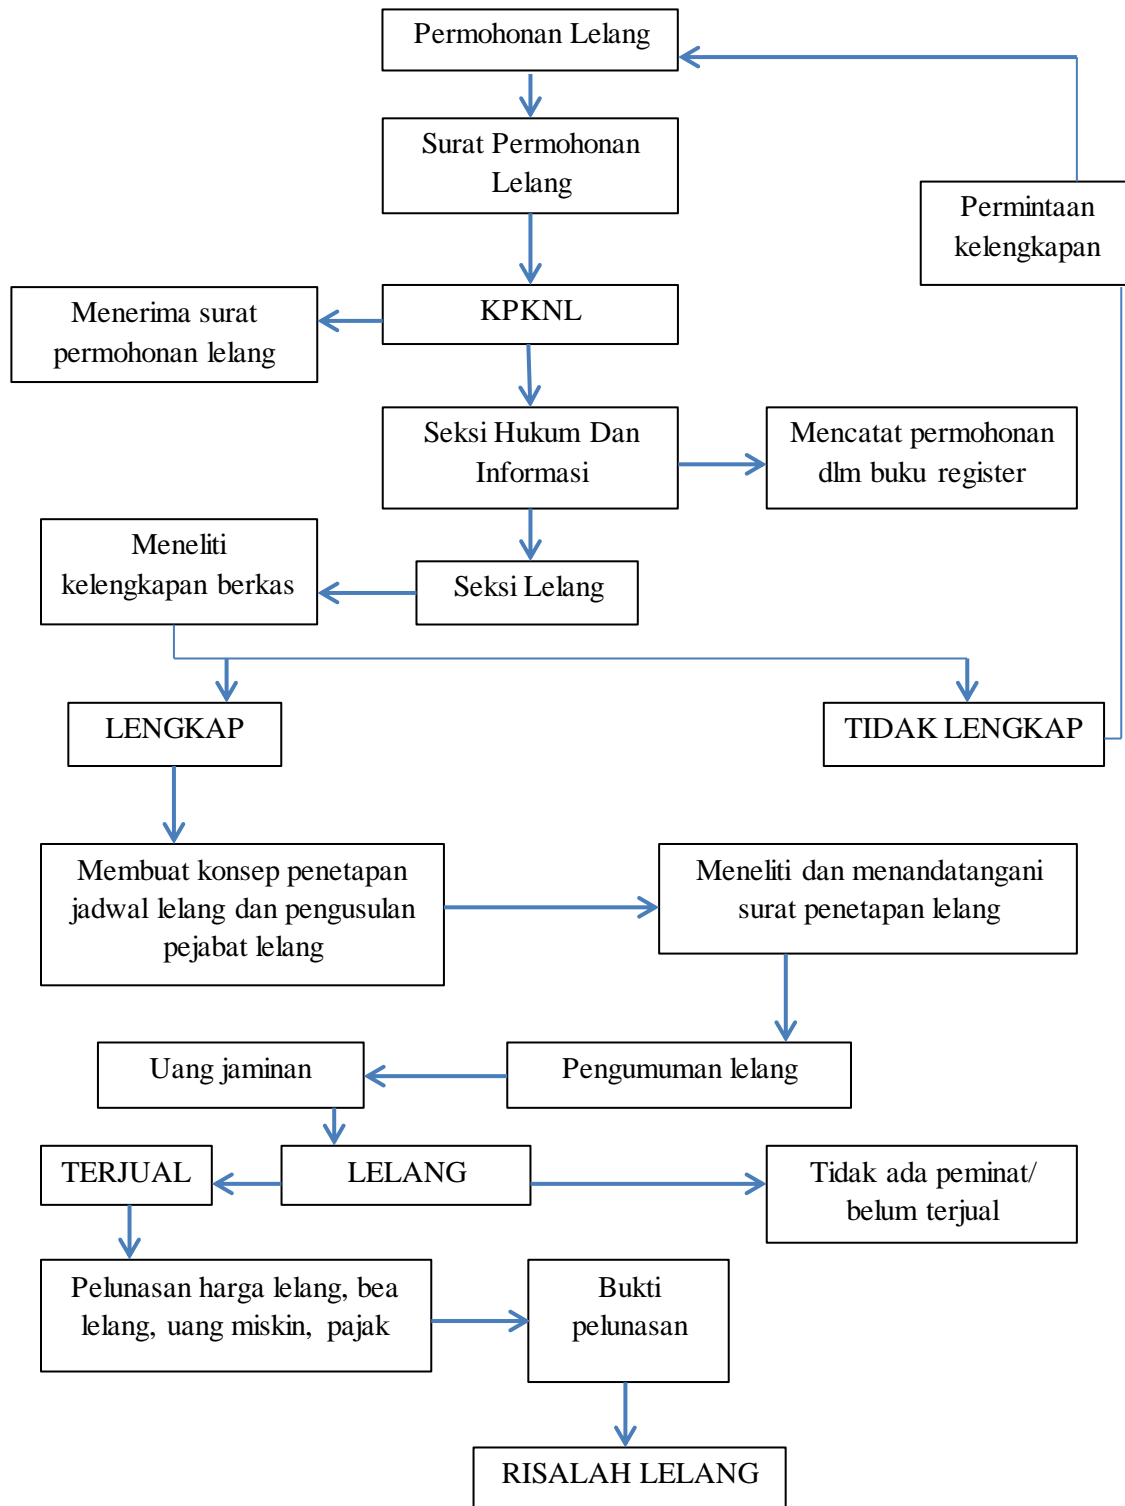 Permohonan Lelang
Surat Permohonan
Lelang
Permintaan
kelengkapan
Menerima surat
permohonan lelang
KPKNL
Seksi Hukum Dan
Informasi
Mencatat permohonan
dlm buku register
Meneliti
kelengkapan berkas
Seksi Lelang
LENGKAP
TIDAK LENGKAP
Membuat konsep penetapan
jadwal lelang dan pengusulan
pejabat lelang
Meneliti dan menandatangani
surat penetapan lelang
Uang jaminan
Pengumuman lelang
TERJUAL
LELANG
Tidak ada peminat/
belum terjual
Pelunasan harga lelang, bea
lelang, uang miskin, pajak
Bukti
pelunasan
RISALAH LELANG